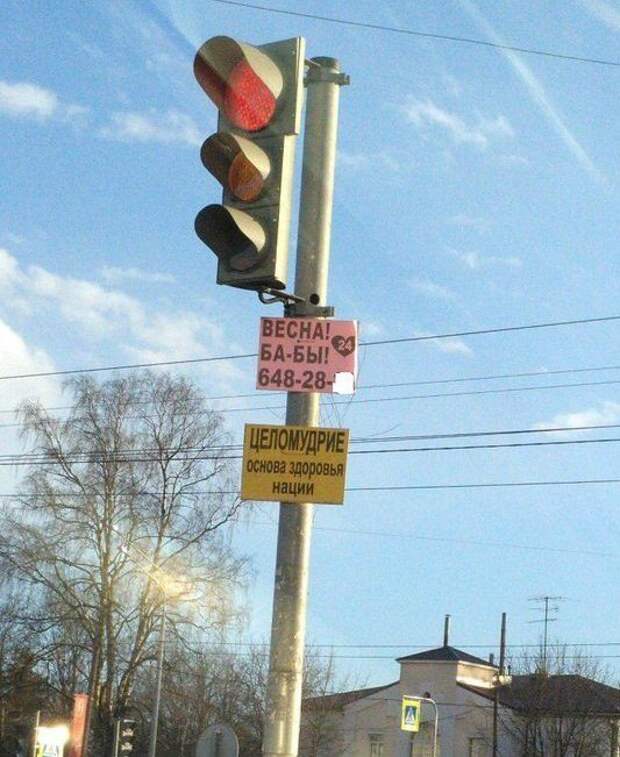 ВЕСНА!
БА-БЫ! 24
648-28-
ЦЕЛОМУДРИЕ
основа здоровья
нации